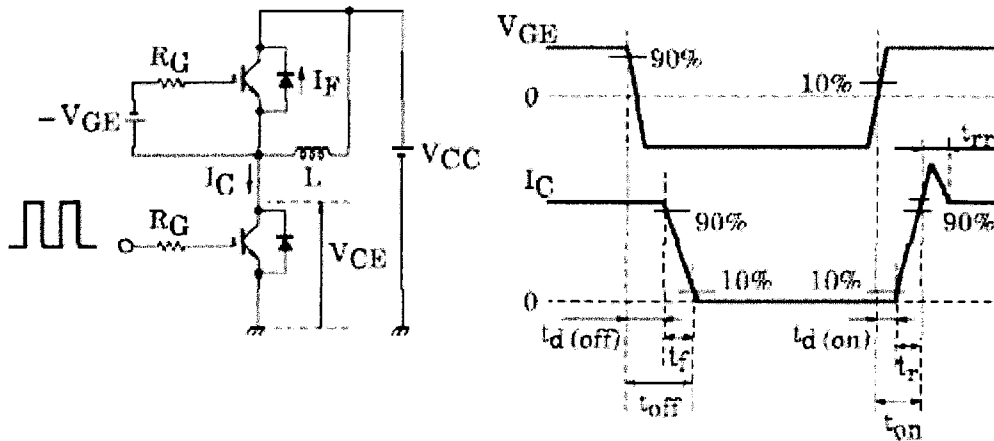 RG
IF
-VGE
VCC
IC
L
RG
VCE
VGE
90%
10%
0
trr
IC
90%
90%
10%
10%
0
td (off)
tf
td (on)
tr
toff
ton